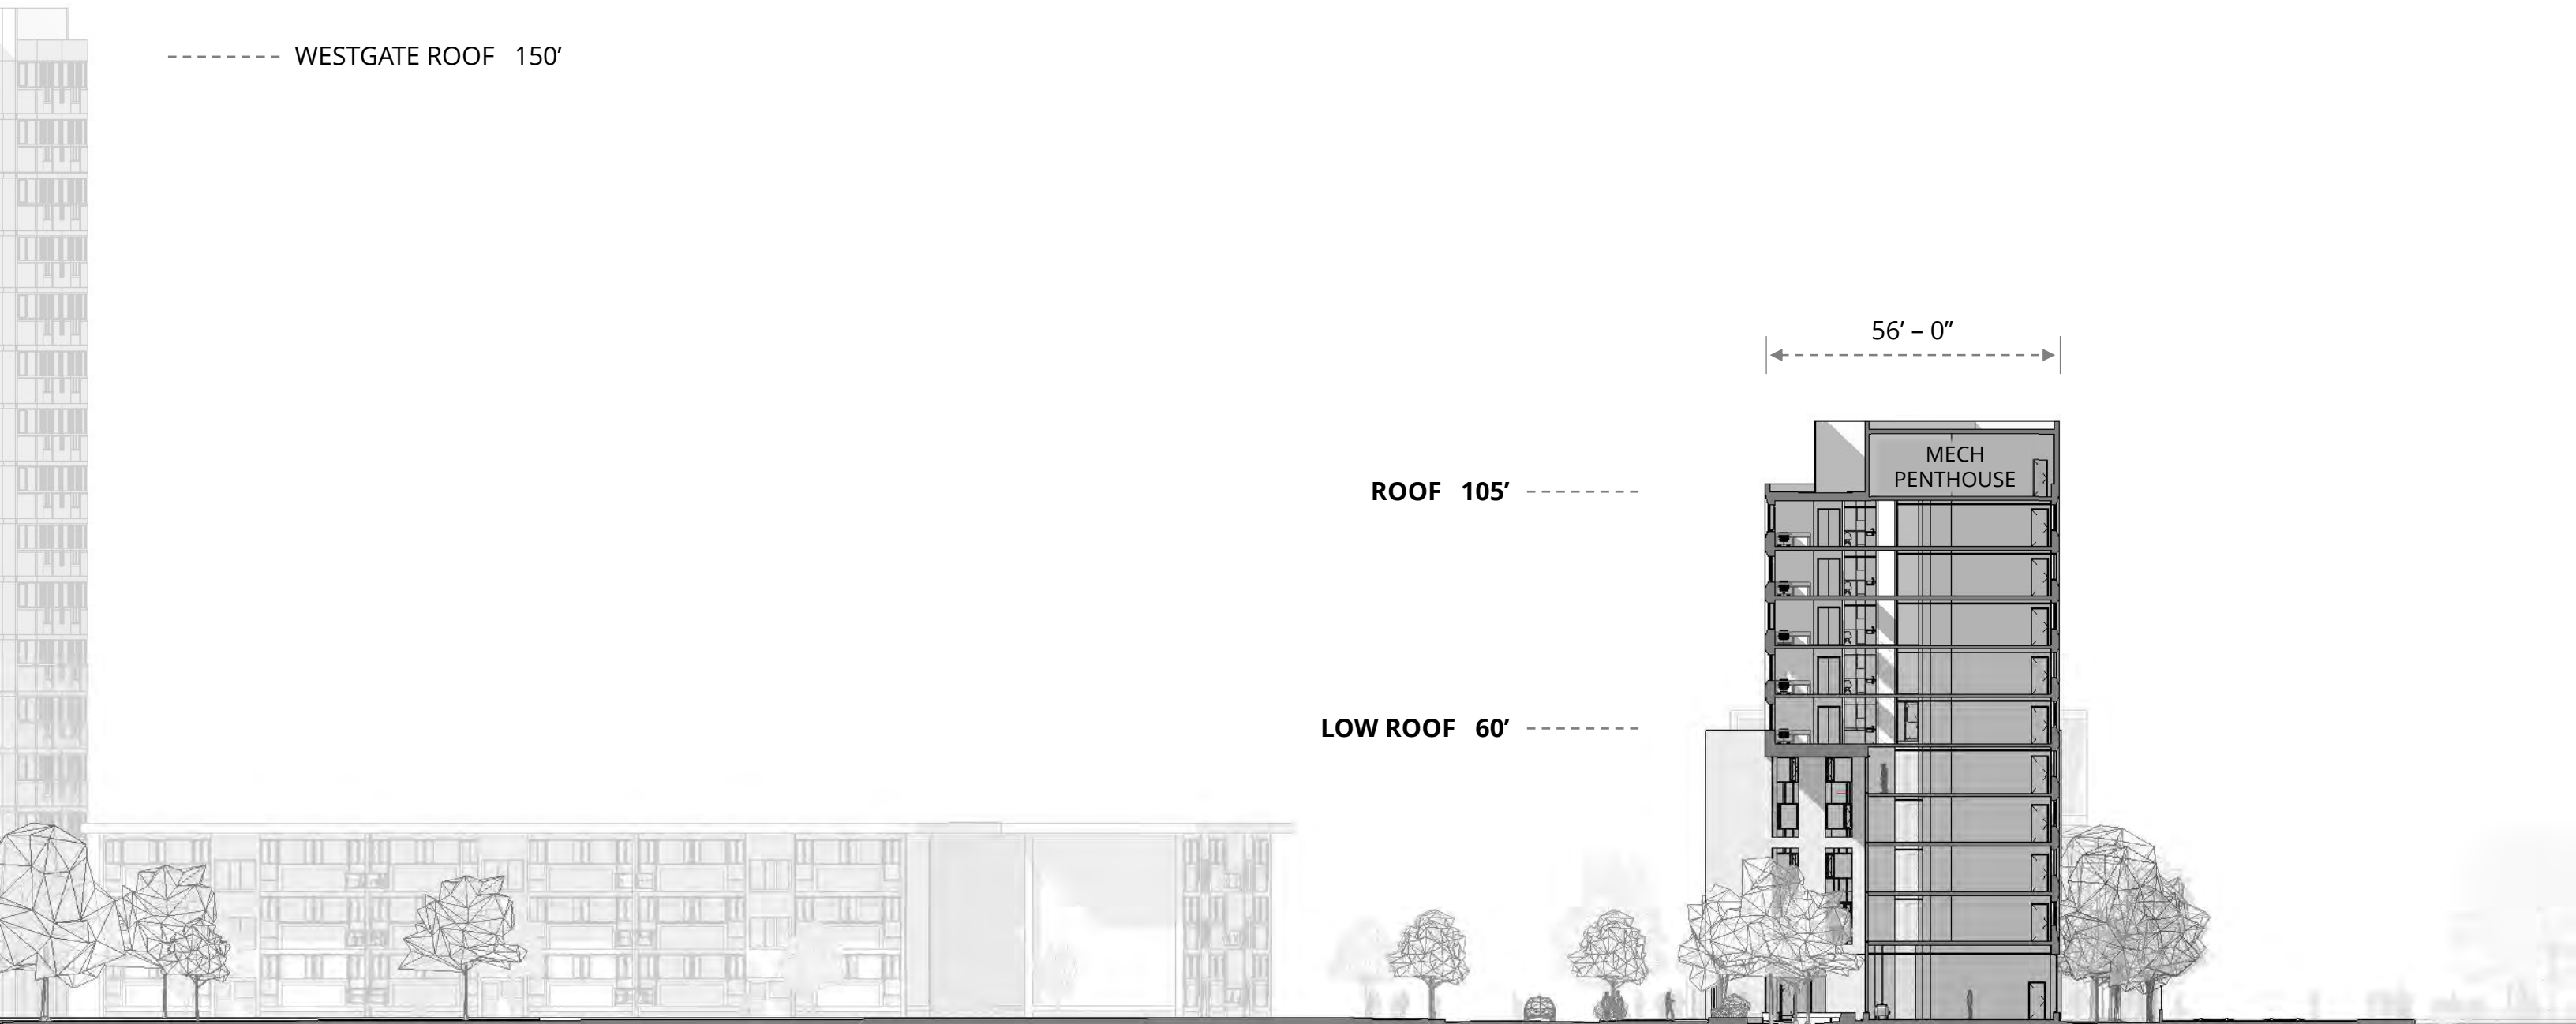 WESTGATE ROOF 150’
56’ – 0”
MECH
PENTHOUSE
ROOF 105’
LOW ROOF 60’